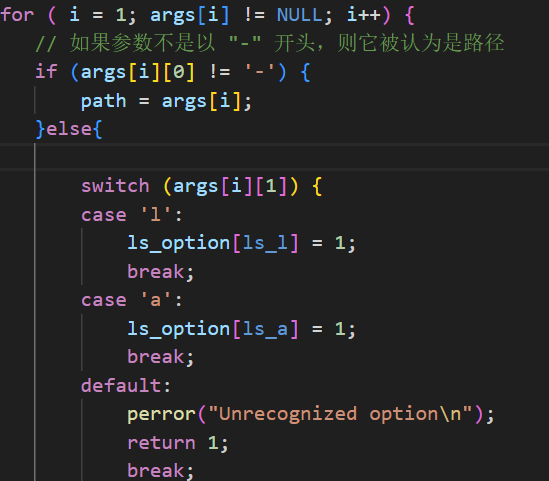 for ( i = 1; args[i] != NULL; i++) {
// 如果参数不是以 "-" 开头，则它被认为是路径
if (args[i][0] != '-') {
path = args[i];
}else{
switch (args[i][1]) {
case 'l':
ls_option[ls_l] = 1;
break;
case 'a':
ls_option[ls_a] = 1;
break;
default:
perror("Unrecognized option\n");
return 1;
break;